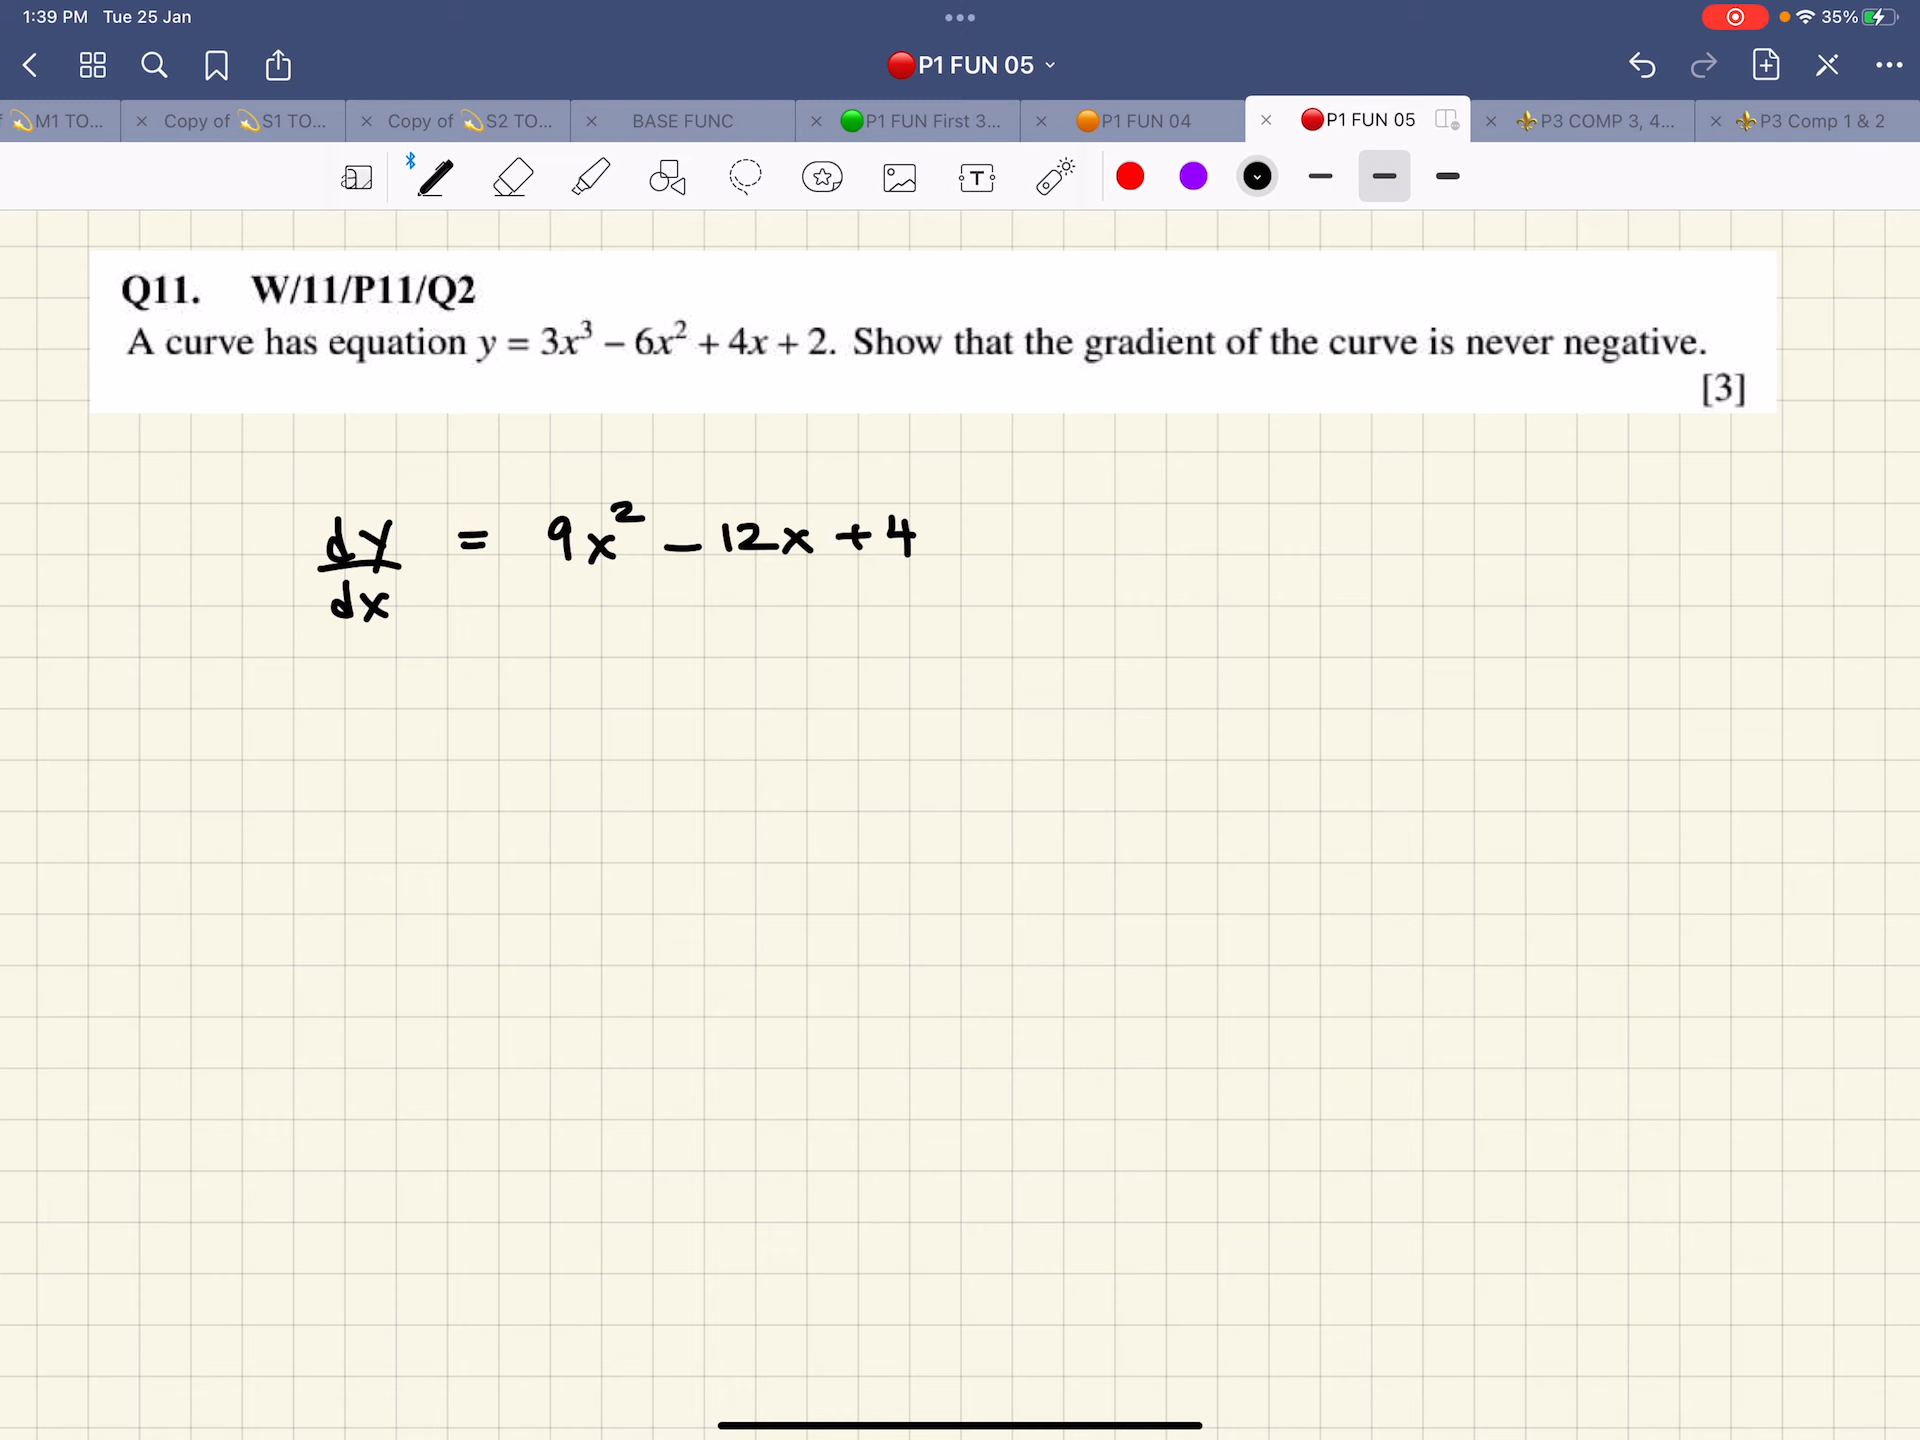 1:39 PM Tue 25 Jan
35%
P1 FUN 05
M1 TO...
Copy of S1 TO...
Copy of S2 TO...
BASE FUNC
P1 FUN First 3...
P1 FUN 04
P1 FUN 05
P3 COMP 3, 4...
P3 Comp 1 & 2
Q11. W/11/P11/Q2
A curve has equation y = 3x³ − 6x² + 4x + 2. Show that the gradient of the curve is never negative.
[3]
dy/dx = 9x² − 12x + 4